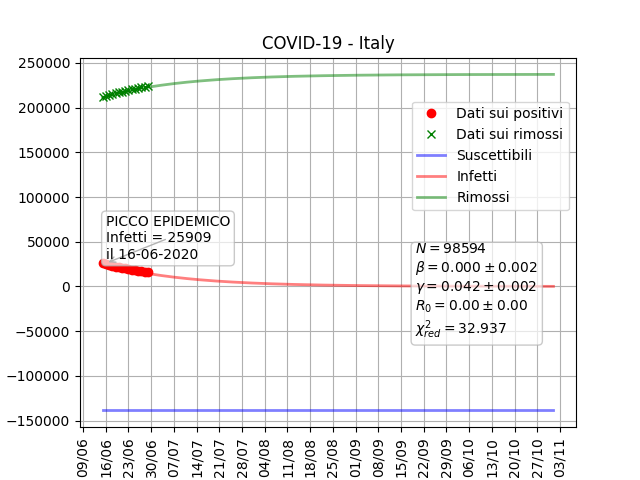 COVID-19 - Italy
250000
200000
150000
100000
50000
0
−50000
−100000
−150000
Dati sui positivi
Dati sui rimossi
Suscettibili
Infetti
Rimossi
PICCO EPIDEMICO
Infetti = 25909
il 16-06-2020
N = 98594
β = 0.000 ± 0.002
γ = 0.042 ± 0.002
R₀ = 0.00 ± 0.00
χ²red = 32.937
09/06
16/06
23/06
30/06
07/07
14/07
21/07
28/07
04/08
11/08
18/08
25/08
01/09
08/09
15/09
22/09
29/09
06/10
13/10
20/10
27/10
03/11